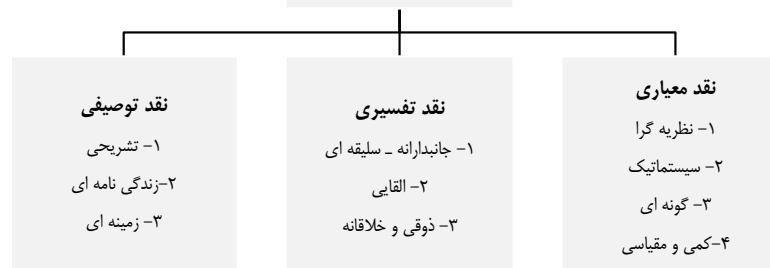 نقد معیاری
۱- نظریه گرا
۲- سیستماتیک
۳- گونه ای
۴-کمی و مقیاسی
نقد تفسیری
۱- جانبدارانه ـ سلیقه ای
۲- القایی
۳- ذوقی و خلاقانه
نقد توصیفی
۱- تشریحی
۲-زندگی نامه ای
۳- زمینه ای